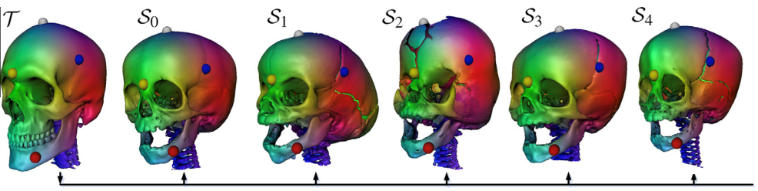 𝒯 𝒮₀ 𝒮₁ 𝒮₂ 𝒮₃ 𝒮₄